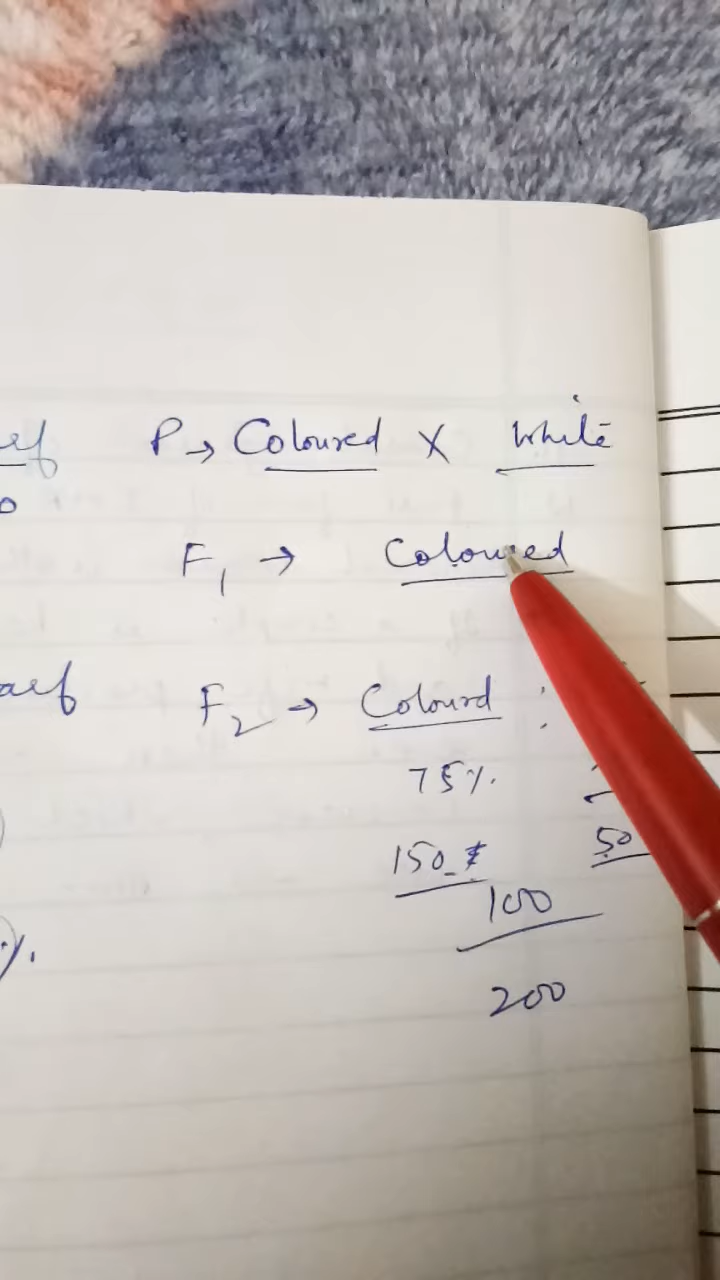 P → Coloured X White
F1 → Coloured
F2 → Colourd :
75%.
150 50
100
200